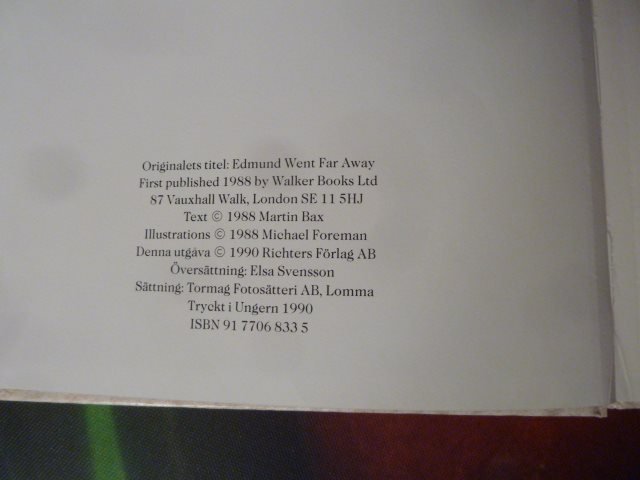 Originalets titel: Edmund Went Far Away
First published 1988 by Walker Books Ltd
87 Vauxhall Walk, London SE 11 5HJ
Text © 1988 Martin Bax
Illustrations © 1988 Michael Foreman
Denna utgåva © 1990 Richters Förlag AB
Översättning: Elsa Svensson
Sättning: Tormag Fotosätteri AB, Lomma
Tryckt i Ungern 1990
ISBN 91 7706 833 5